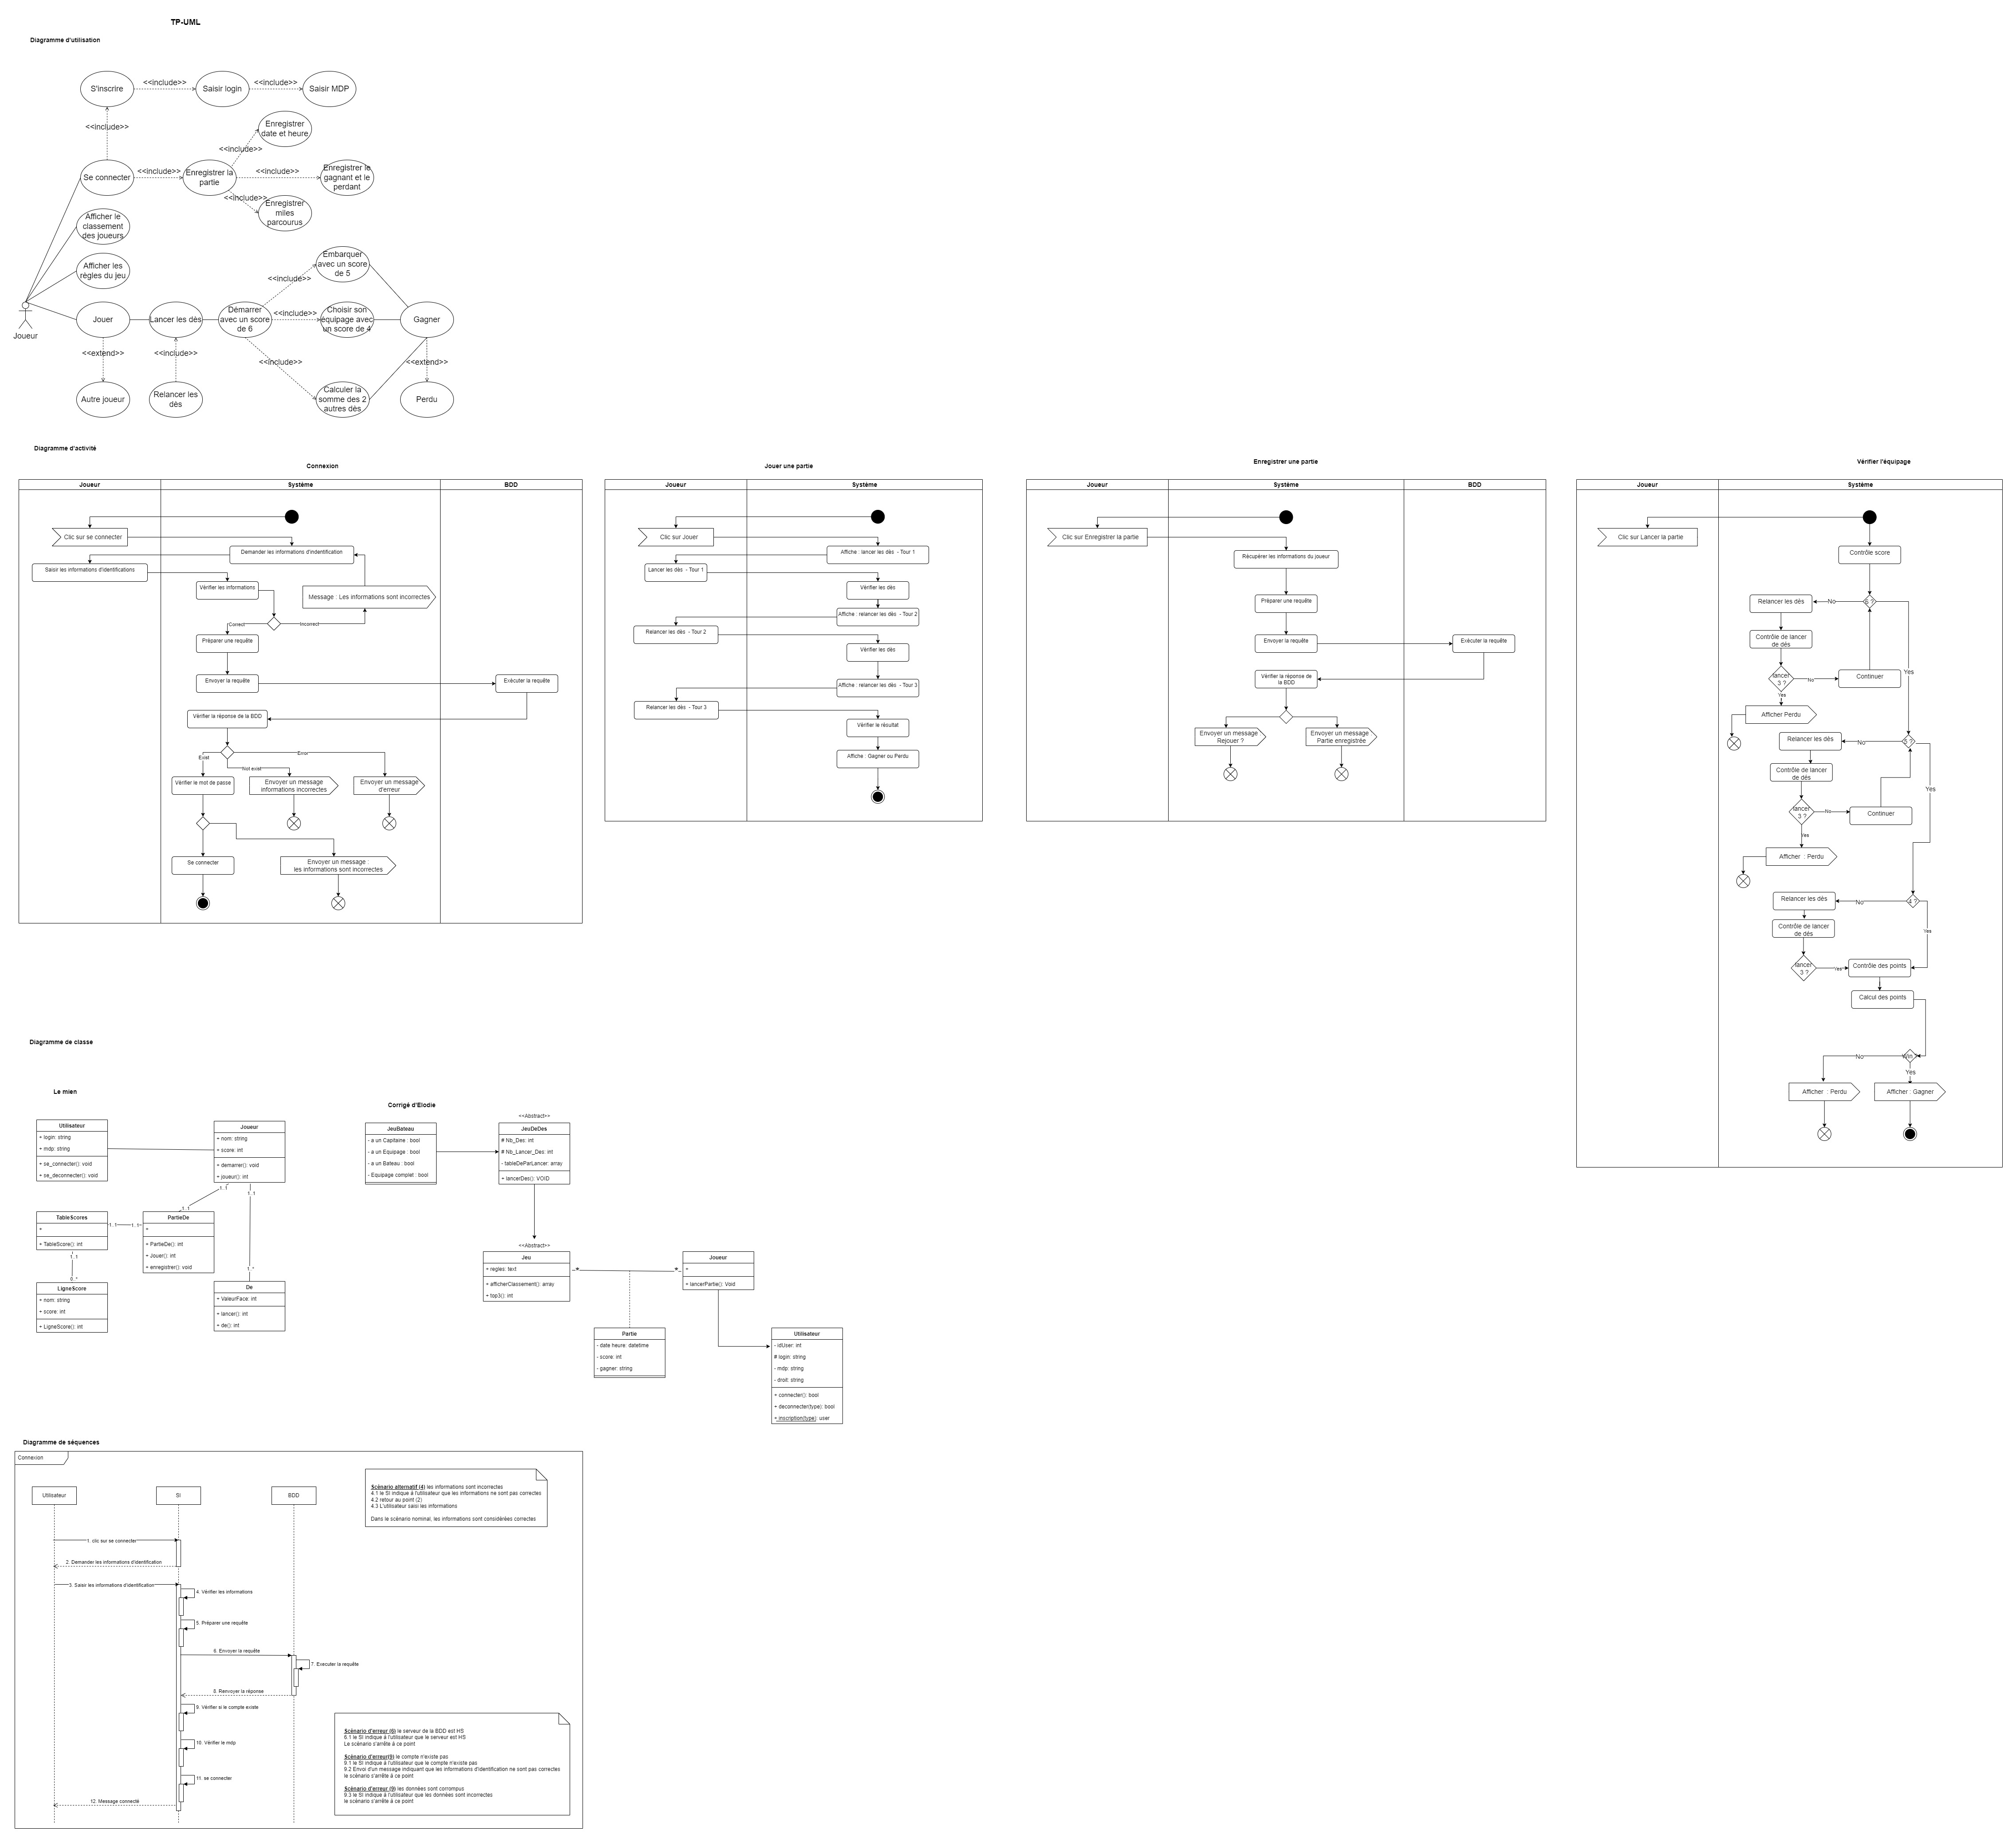 TP-UML
Diagramme d'utilisation
S'inscrire
<<include>>
Saisir login
<<include>>
Saisir MDP
<<include>>
Enregistrer
date et heure
<<include>>
Se connecter
<<include>>
Enregistrer la
partie
<<include>>
Enregistrer le
gagnant et le
perdant
<<include>>
Enregistrer
miles
parcourus
Afficher le
classement
des joueurs
Afficher les
règles du jeu
Embarquer
avec un score
de 5
<<include>>
Joueur
Jouer
Lancer les dès
Démarrer
avec un score
de 6
<<include>>
Choisir son
équipage avec
un score de 4
Gagner
<<extend>>
<<include>>
<<include>>
<<extend>>
Autre joueur
Relancer les
dès
Calculer la
somme des 2
autres dès
Perdu
Diagramme d'activité
Connexion
Joueur
Système
BDD
Clic sur se connecter
Demander les informations d'indentification
Saisir les informations d'identifications
Vérifier les informations
Message : Les informations sont incorrectes
Correct
Incorrect
Préparer une requête
Envoyer la requête
Exécuter la requête
Vérifier la réponse de la BDD
Exist
Not exist
Error
Vérifier le mot de passe
Envoyer un message
informations incorrectes
Envoyer un message
d'erreur
Se connecter
Envoyer un message :
les informations sont incorrectes
Jouer une partie
Joueur
Système
Clic sur Jouer
Affiche : lancer les dès - Tour 1
Lancer les dès - Tour 1
Vérifier les dès
Affiche : relancer les dès - Tour 2
Relancer les dès - Tour 2
Vérifier les dès
Affiche : relancer les dès - Tour 3
Relancer les dès - Tour 3
Vérifier le résultat
Affiche : Gagner ou Perdu
Enregistrer une partie
Joueur
Système
BDD
Clic sur Enregistrer la partie
Récupérer les informations du joueur
Préparer une requête
Envoyer la requête
Exécuter la requête
Vérifier la réponse de
la BDD
Envoyer un message
Rejouer ?
Envoyer un message
Partie enregistrée
Vérifier l'équipage
Joueur
Système
Clic sur Lancer la partie
Contrôle score
6 ?
No
Relancer les dés
Contrôle de lancer
de dés
lancer
3 ?
No
Continuer
Yes
Yes
Afficher Perdu
5 ?
No
Relancer les dés
Contrôle de lancer
de dés
lancer
3 ?
No
Continuer
Yes
Yes
Afficher : Perdu
4 ?
No
Relancer les dés
Contrôle de lancer
de dés
Yes
lancer
3 ?
Yes
Contrôle des points
Calcul des points
Win ?
No
Yes
Afficher : Perdu
Afficher : Gagner
Diagramme de classe
Le mien
Utilisateur
+ login: string
+ mdp: string
+ se_connecter(): void
+ se_deconnecter(): void
Joueur
+ nom: string
+ score: int
+ demarrer(): void
+ joueur(): int
1..1
1..1
1..1
TableScores
+
+ TableScore(): int
1..1
1..1
PartieDe
+
+ PartieDe(): int
+ Jouer(): int
+ enregistrer(): void
1..1
0..*
1..*
LigneScore
+ nom: string
+ score: int
+ LigneScore(): int
De
+ ValeurFace: int
+ lancer(): int
+ de(): int
Corrigé d'Elodie
JeuBateau
- a un Capitaine : bool
- a un Equipage : bool
- a un Bateau : bool
- Equipage complet : bool
<<Abstract>>
JeuDeDes
# Nb_Des: int
# Nb_Lancer_Des: int
- tableDeParLancer: array
+ lancerDes(): VOID
<<Abstract>>
Jeu
+ regles: text
+ afficherClassement(): array
+ top3(): int
*
*
Joueur
+
+ lancerPartie(): Void
Partie
- date heure: datetime
- score: int
- gagner: string
Utilisateur
- idUser: int
# login: string
- mdp: string
- droit: string
+ connecter(): bool
+ deconnecter(type): bool
+ inscription(type): user
Diagramme de séquences
Connexion
Utilisateur
SI
BDD
Scénario alternatif (4) les informations sont incorrectes
4.1 le SI indique à l'utilisateur que les informations ne sont pas correctes
4.2 retour au point (2)
4.3 L'utilisateur saisi les informations
Dans le scénario nominal, les informations sont considérées correctes
1. clic sur se connecter
2. Demander les informations d'identification
3. Saisir les informations d'identification
4. Vérifier les informations
5. Préparer une requête
6. Envoyer la requête
7. Executer la requête
8. Renvoyer la réponse
9. Vérifier si le compte existe
10. Vérifier le mdp
11. se connecter
12. Message connecté
Scénario d'erreur (6) le serveur de la BDD est HS
6.1 le SI indique à l'utilisateur que le serveur est HS
Le scénario s'arrête à ce point
Scénario d'erreur(9) le compte n'existe pas
9.1 le SI indique à l'utilisateur que le compte n'existe pas
9.2 Envoi d'un message indiquant que les informations d'identification ne sont pas correctes
le scénario s'arrête à ce point
Scénario d'erreur (9) les données sont corrompus
9.3 le SI indique à l'utilisateur que les données sont incorrectes
le scénario s'arrête à ce point